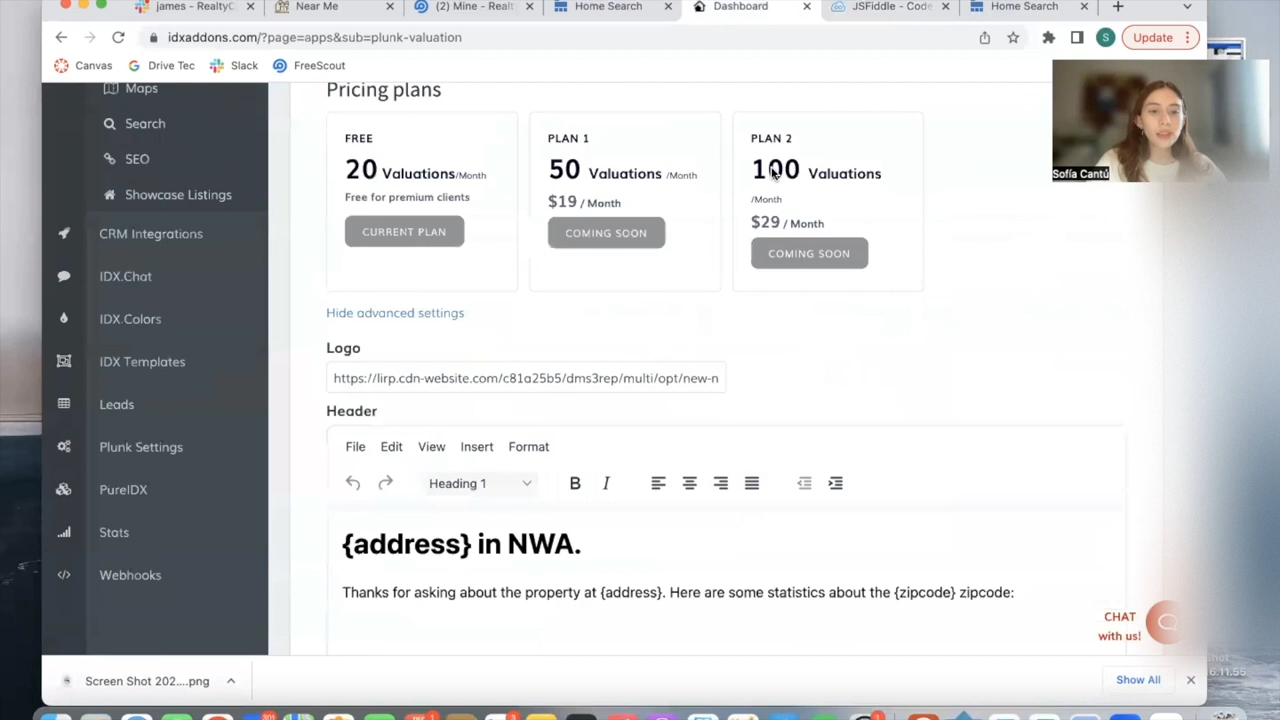 james - RealtyC
Near Me
(2) Mine - Realt
Home Search
Dashboard
JSFiddle - Code
Home Search
idxaddons.com/?page=apps&sub=plunk-valuation
S
Update
Canvas
Drive Tec
Slack
FreeScout
Maps
Search
SEO
Showcase Listings
CRM Integrations
IDX.Chat
IDX.Colors
IDX Templates
Leads
Plunk Settings
PureIDX
Stats
Webhooks
Pricing plans
FREE
20 Valuations/Month
Free for premium clients
CURRENT PLAN
PLAN 1
50 Valuations /Month
$19 / Month
COMING SOON
PLAN 2
100 Valuations
/Month
$29 / Month
COMING SOON
Hide advanced settings
Logo
https://lirp.cdn-website.com/c81a25b5/dms3rep/multi/opt/new-n
Header
File Edit View Insert Format
Heading 1
B I
{address} in NWA.
Thanks for asking about the property at {address}. Here are some statistics about the {zipcode} zipcode:
CHAT
with us!
Sofía Cantú
Screen Shot 202....png
Show All
shot
16.11.55
301